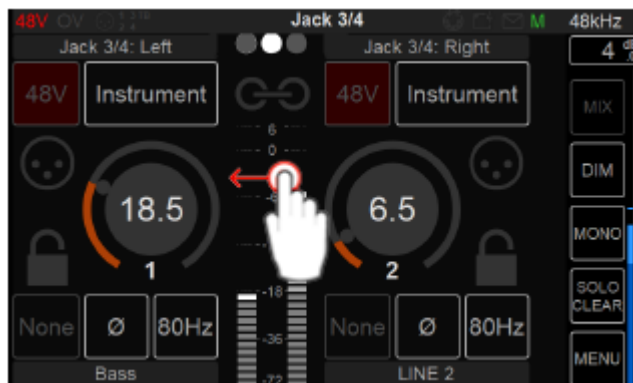 48V OV Jack 3/4 M 48kHz
Jack 3/4: Left Jack 3/4: Right 4
48V Instrument 48V Instrument MIX
6
0
DIM
18.5 6.5
MONO
1 2
-18
SOLO
CLEAR
None Ø 80Hz -36 None Ø 80Hz
MENU
Bass -72 LINE 2